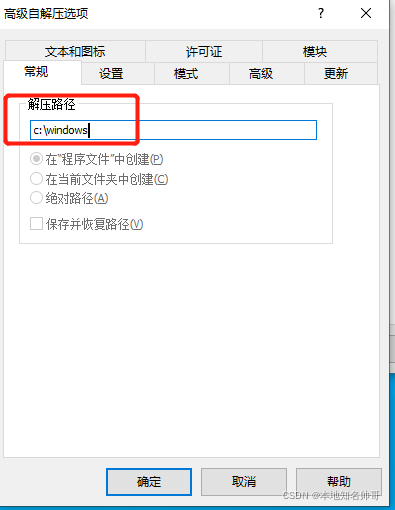 高级自解压选项
?
文本和图标 许可证 模块
常规 设置 模式 高级 更新
解压路径
c:\windows
在“程序文件”中创建(P)
在当前文件夹中创建(C)
绝对路径(A)
保存并恢复路径(V)
确定 取消 帮助
CSDN @本地知名帅哥